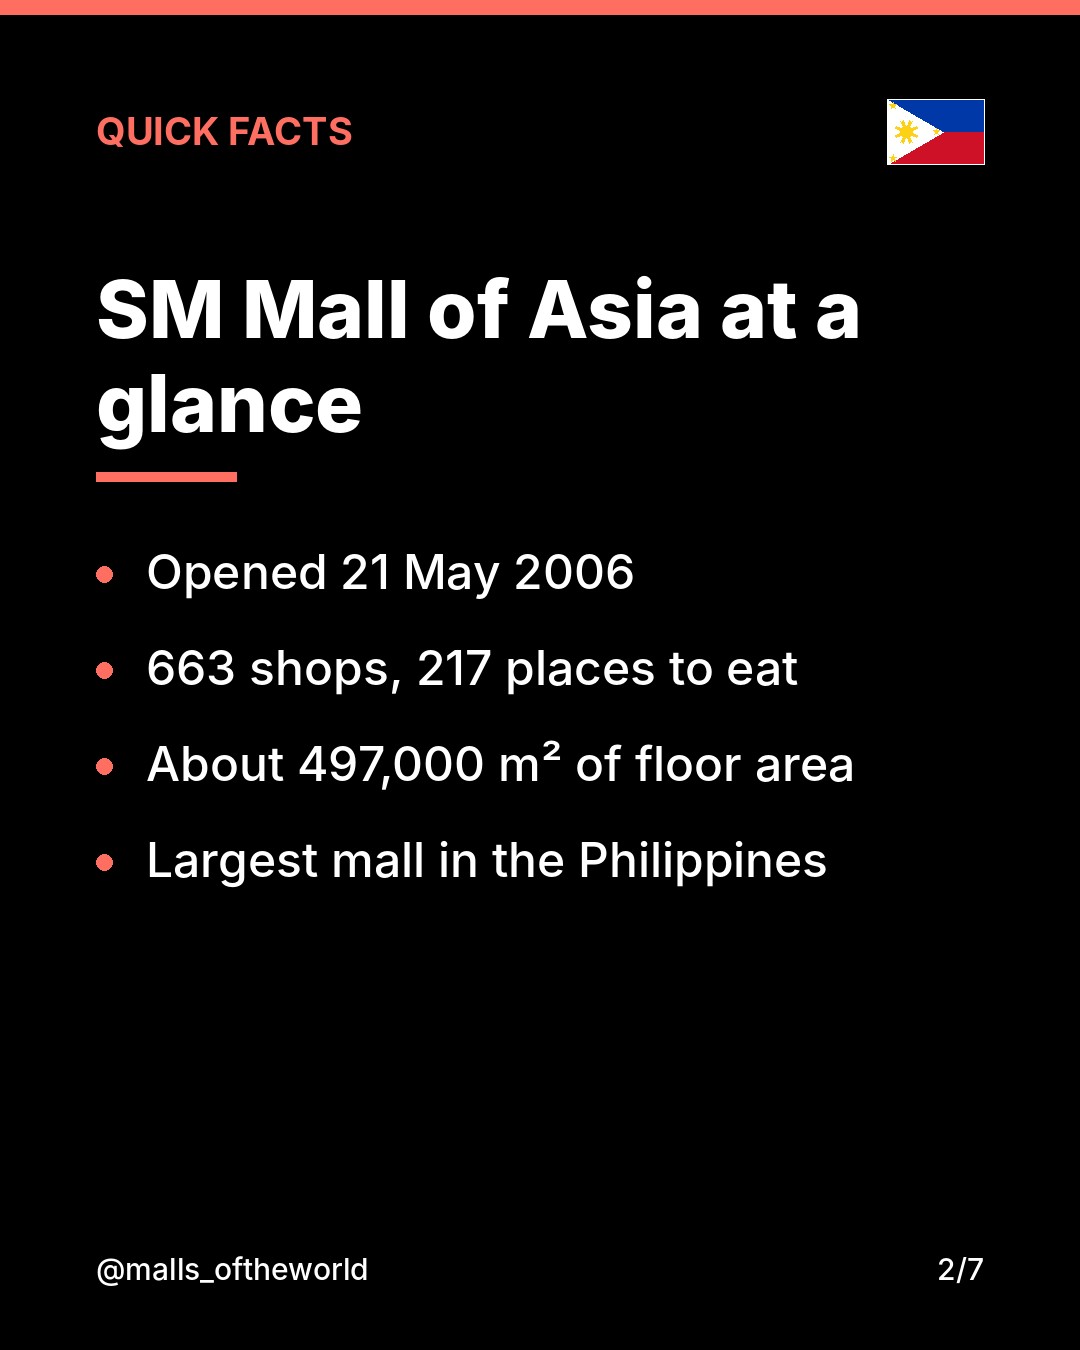 QUICK FACTS
SM Mall of Asia at a
glance
• Opened 21 May 2006
• 663 shops, 217 places to eat
• About 497,000 m² of floor area
• Largest mall in the Philippines
@malls_oftheworld
2/7